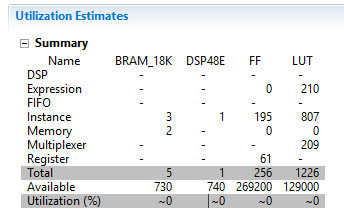 Utilization Estimates
Summary
Name BRAM_18K DSP48E FF LUT
DSP - - - -
Expression - - 0 210
FIFO - - - -
Instance 3 1 195 807
Memory 2 - 0 0
Multiplexer - - - 209
Register - - 61 -
Total 5 1 256 1226
Available 730 740 269200 129000
Utilization (%) ~0 ~0 ~0 ~0